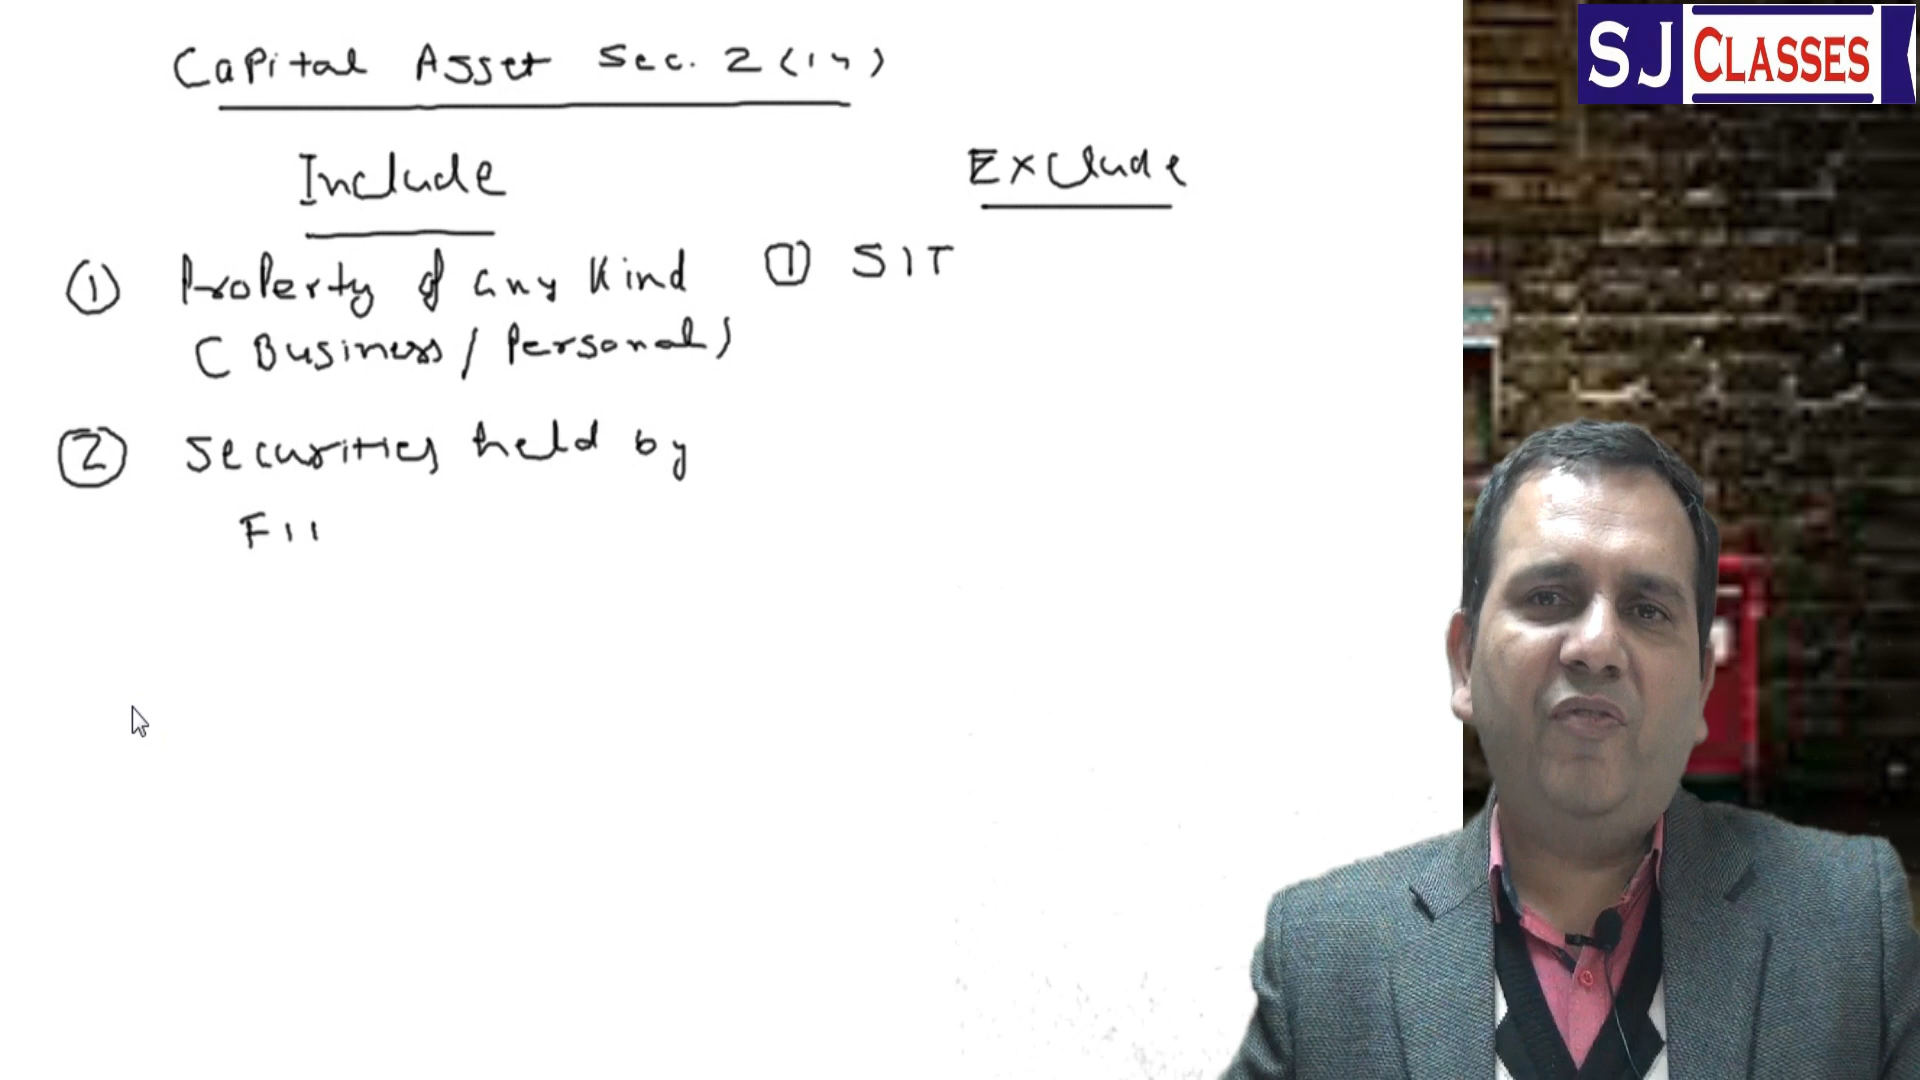 SJ CLASSES
Capital Asset Sec. 2(14)
Include
Exclude
① Property of any kind
(Business/Personal)
② Securities held by
FII
① SIT